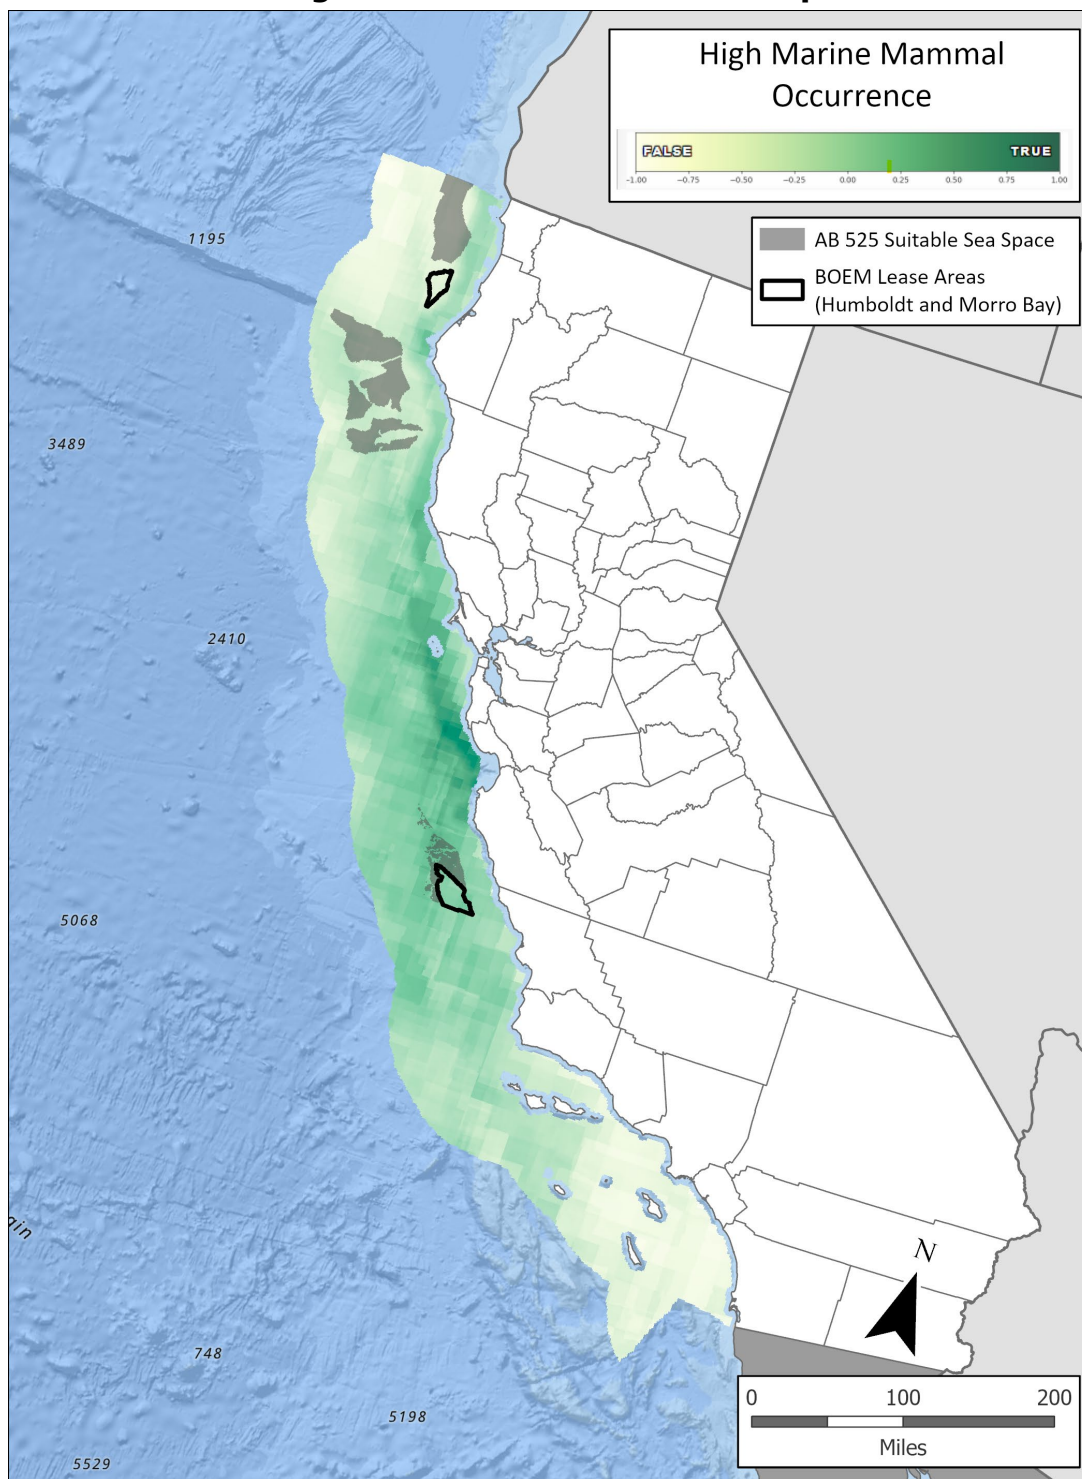 High Marine Mammal
Occurrence
FALSE
TRUE
-1.00 -0.75 -0.50 -0.25 0.00 0.25 0.50 0.75 1.00
AB 525 Suitable Sea Space
BOEM Lease Areas
(Humboldt and Morro Bay)
1195
3489
2410
5068
gin
N
748
5198
5529
0 100 200
Miles